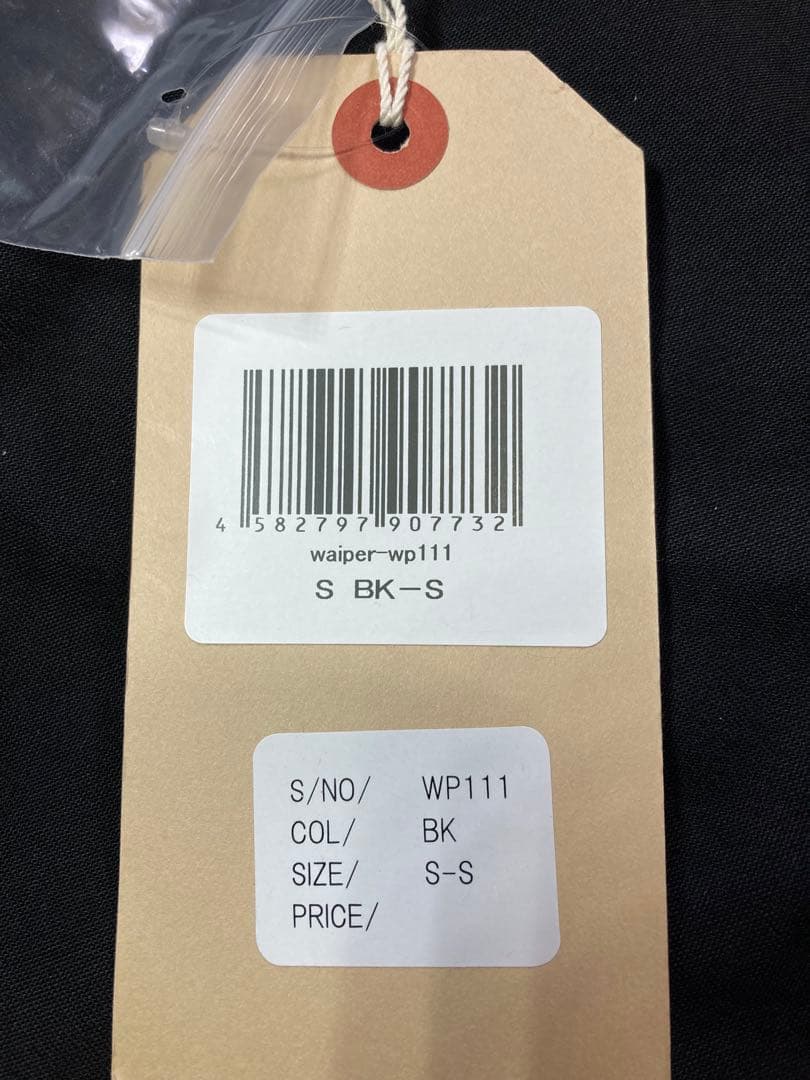 4 582797 907732
waiper-wp111
S BK-S
S/NO/ WP111
COL/ BK
SIZE/ S-S
PRICE/